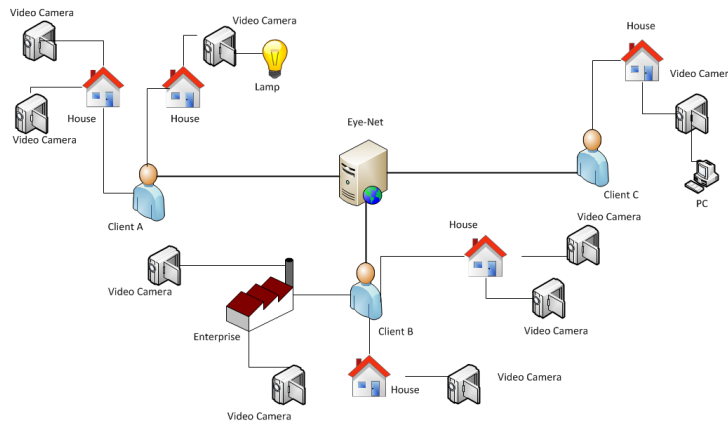 Video Camera
Video Camera
House
Video Camera
Lamp
House
Client A
Eye-Net
House
Video Camer
Client C
PC
Video Camera
Enterprise
Video Camera
Client B
House
Video Camera
Video Camera
House
Video Camera